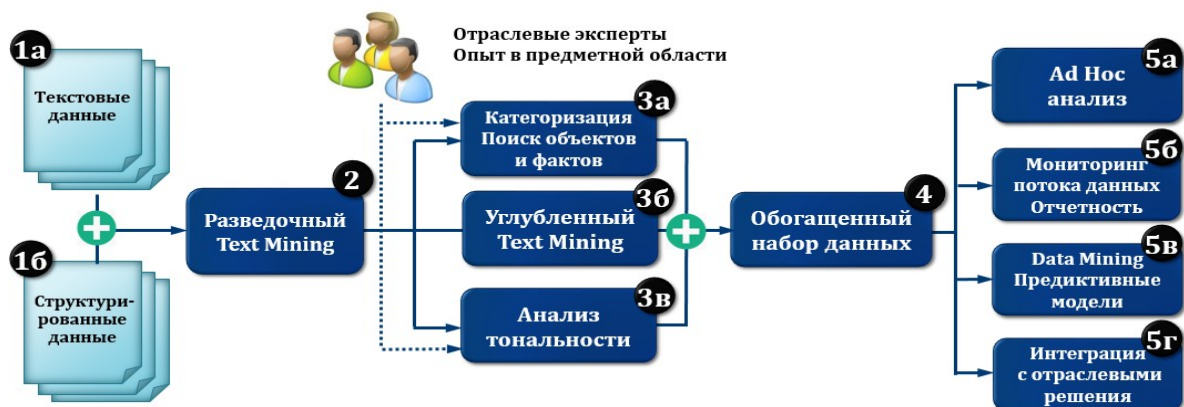 1а
Текстовые
данные
1б
Структури-
рованные
данные
2
Разведочный
Text Mining
Отраслевые эксперты
Опыт в предметной области
3а
Категоризация
Поиск объектов
и фактов
3б
Углубленный
Text Mining
3в
Анализ
тональности
4
Обогащенный
набор данных
5а
Ad Hoc
анализ
5б
Мониторинг
потока данных
Отчетность
5в
Data Mining
Предиктивные
модели
5г
Интеграция
с отраслевыми
решения